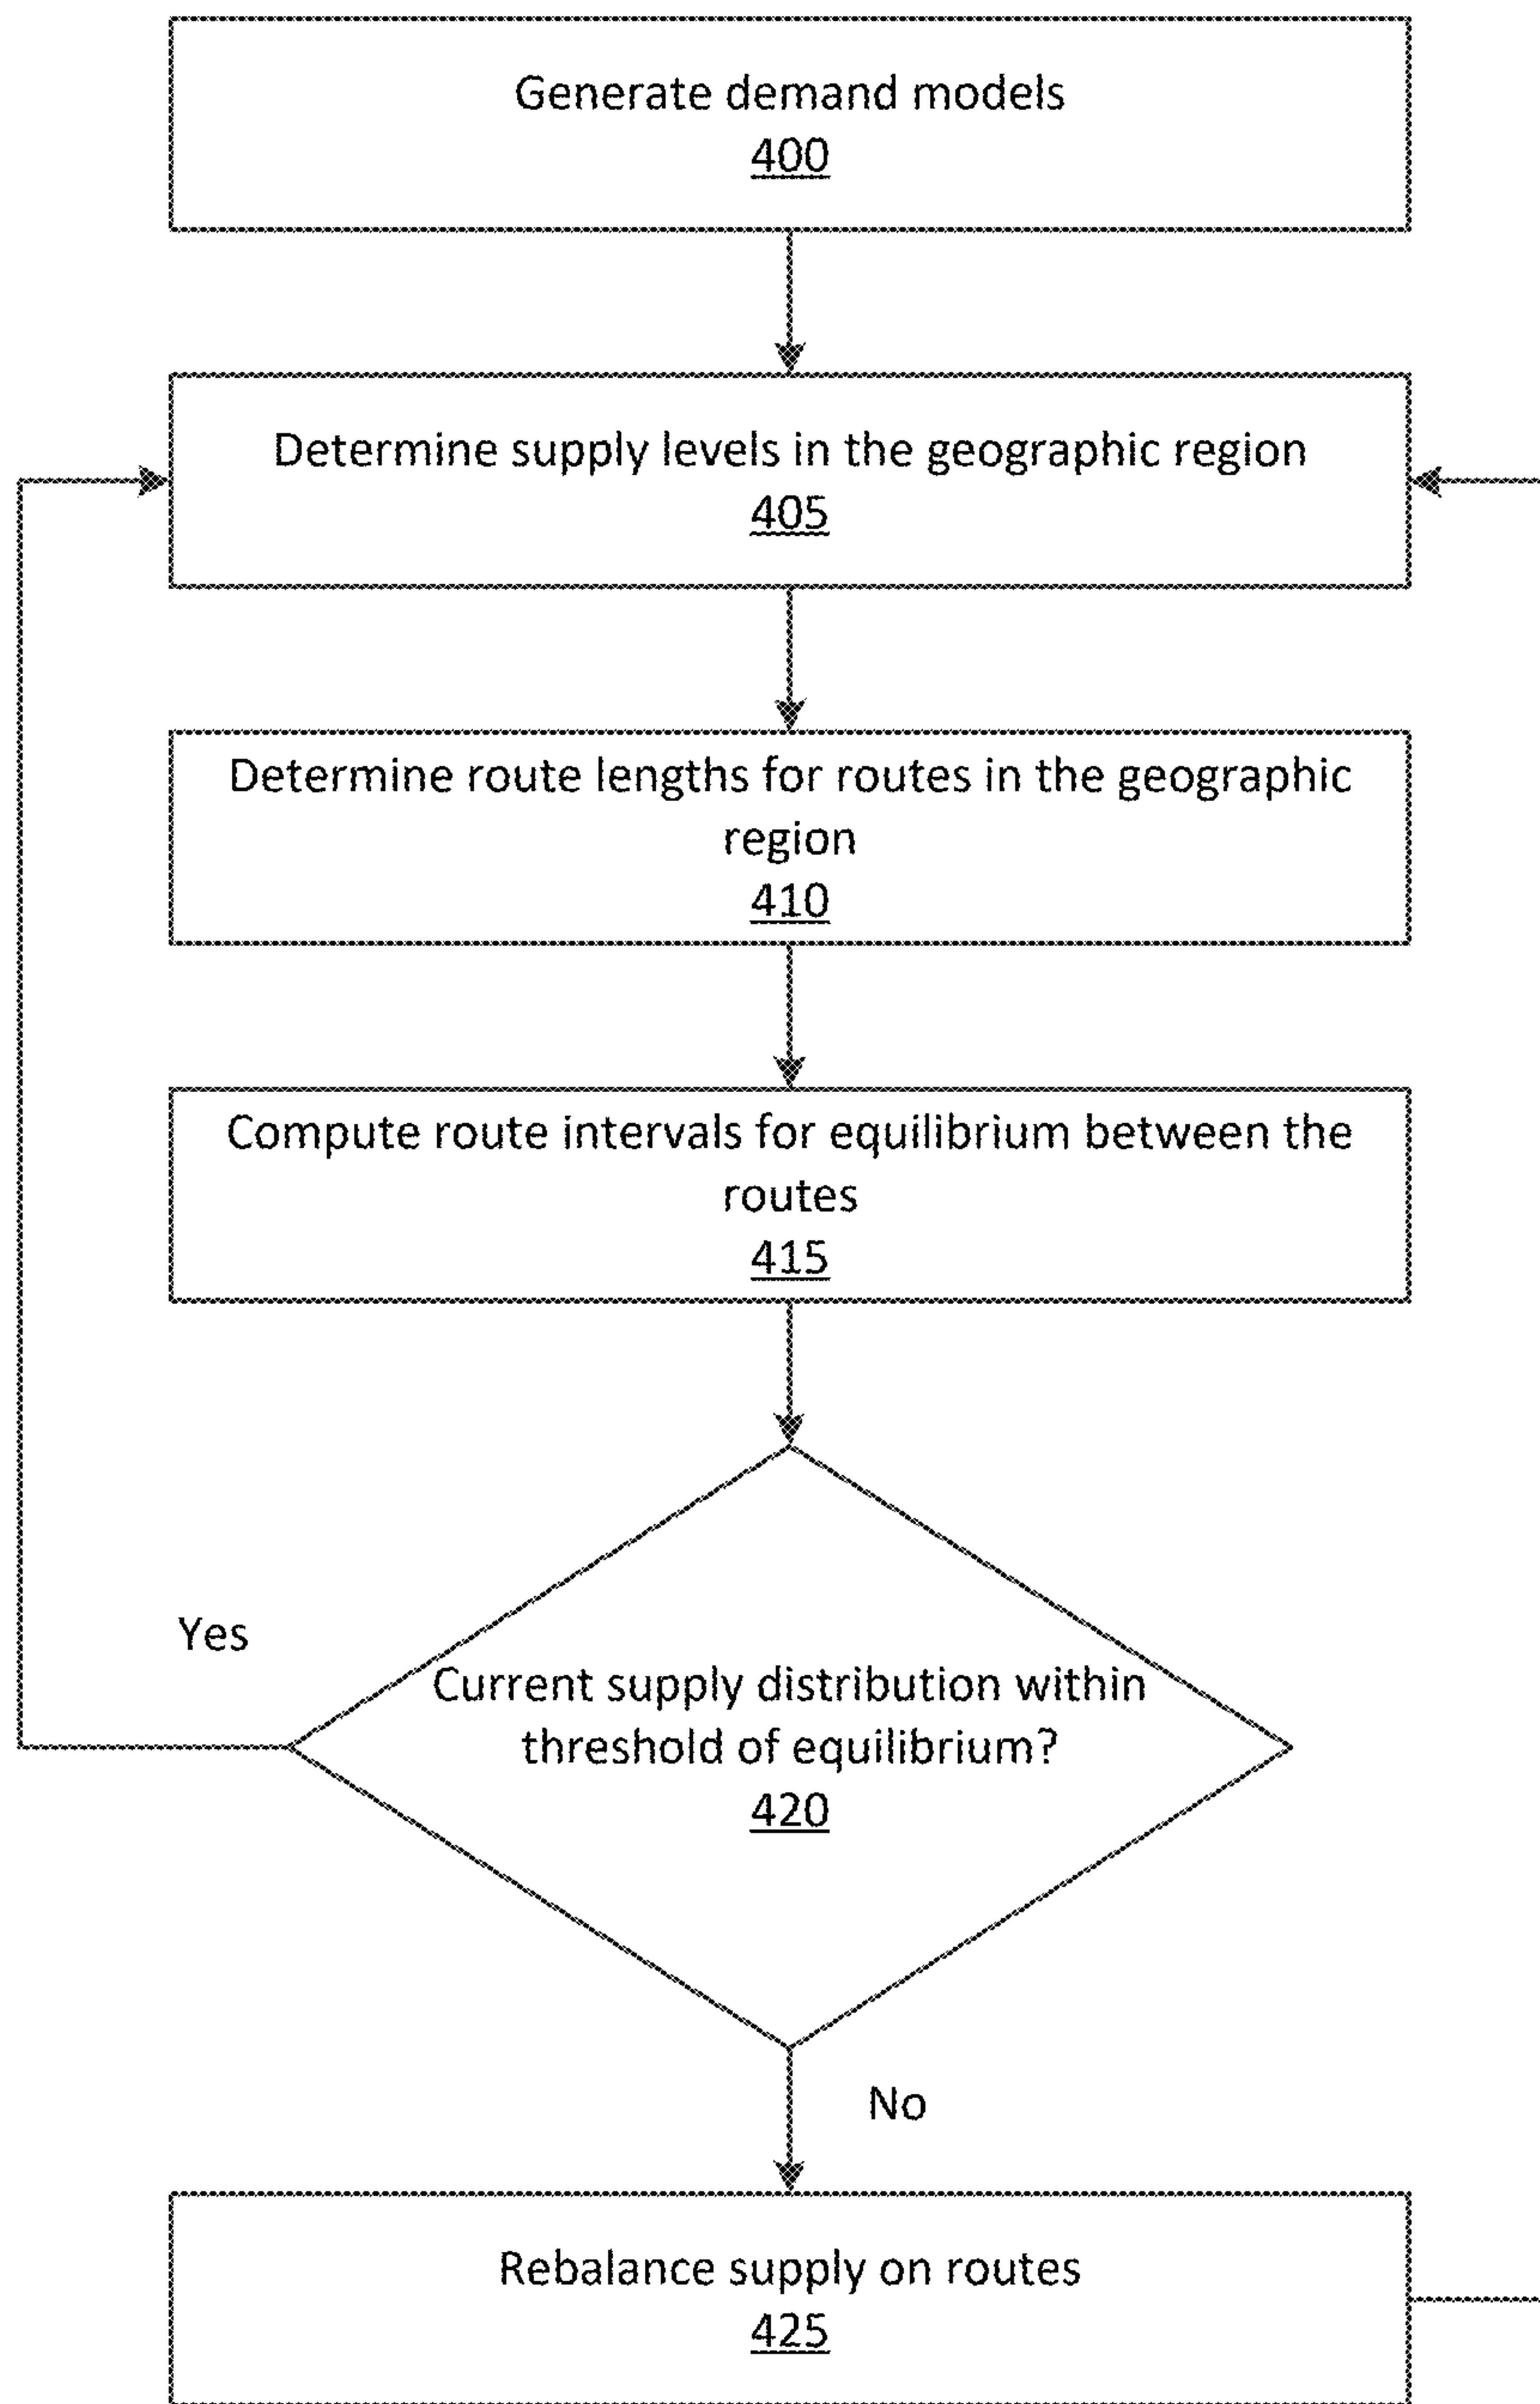 Generate demand models
400
Determine supply levels in the geographic region
405
Determine route lengths for routes in the geographic
region
410
Compute route intervals for equilibrium between the
routes
415
Yes
Current supply distribution within
threshold of equilibrium?
420
No
Rebalance supply on routes
425